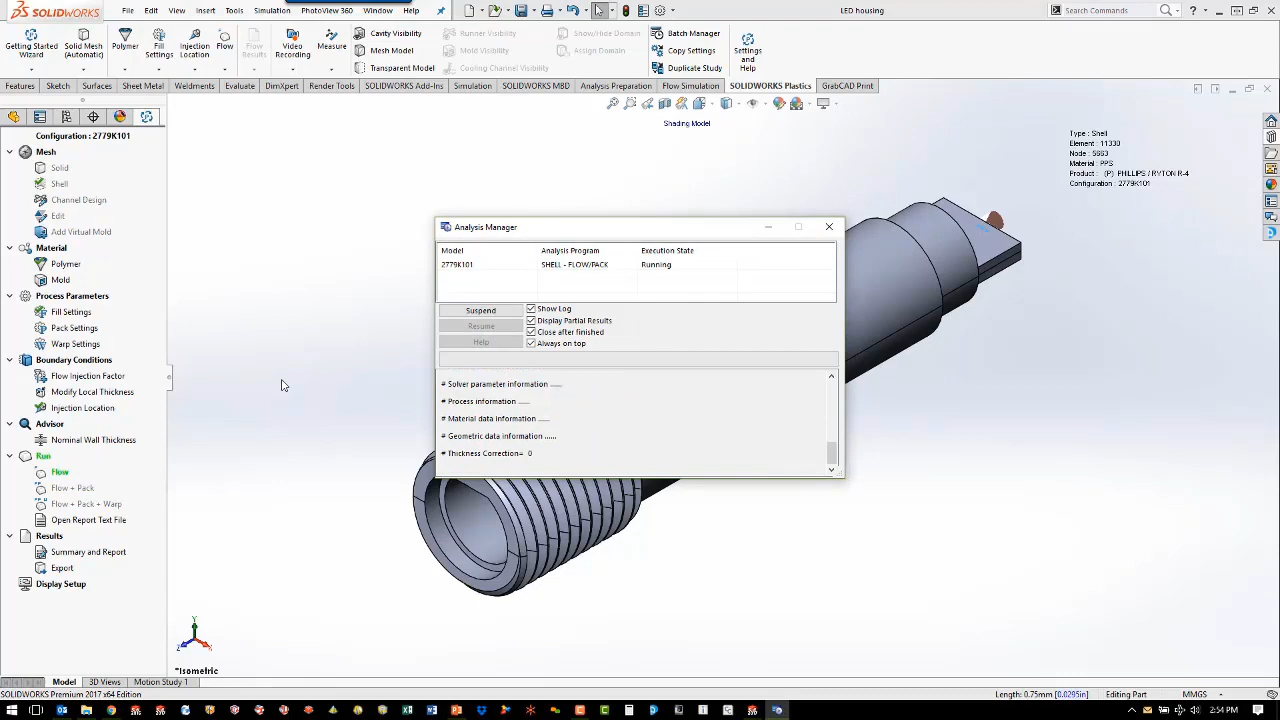 SOLIDWORKS File Edit View Insert Tools Simulation PhotoView 360 Window Help LED housing Search Commands
Getting Started Wizard
Solid Mesh (Automatic)
Polymer
Fill Settings
Injection Location
Flow
Flow Results
Video Recording
Measure
Cavity Visibility
Mesh Model
Transparent Model
Runner Visibility
Mold Visibility
Cooling Channel Visibility
Show/Hide Domain
Assign Domain
Batch Manager
Copy Settings
Duplicate Study
Settings and Help
Features Sketch Surfaces Sheet Metal Weldments Evaluate DimXpert Render Tools SOLIDWORKS Add-Ins Simulation SOLIDWORKS MBD Analysis Preparation Flow Simulation SOLIDWORKS Plastics GrabCAD Print
Shading Model
Configuration : 2779K101
Mesh
Solid
Shell
Channel Design
Edit
Add Virtual Mold
Material
Polymer
Mold
Process Parameters
Fill Settings
Pack Settings
Warp Settings
Boundary Conditions
Flow Injection Factor
Modify Local Thickness
Injection Location
Advisor
Nominal Wall Thickness
Run
Flow
Flow + Pack
Flow + Pack + Warp
Open Report Text File
Results
Summary and Report
Export
Display Setup
Type : Shell
Element : 11330
Node : 5663
Material : PPS
Product : (P) PHILLIPS / RYTON R-4
Configuration : 2779K101
Analysis Manager
Model Analysis Program Execution State
2779K101 SHELL - FLOW/PACK Running
Suspend
Resume
Help
Show Log
Display Partial Results
Close after finished
Always on top
# Solver parameter information ......
# Process information ......
# Material data information ......
# Geometric data information ......
# Thickness Correction= 0
Y
Z
X
*Isometric
Model 3D Views Motion Study 1
SOLIDWORKS Premium 2017 x64 Edition Length: 0.75mm [0.0295in] Editing Part MMGS
2:54 PM